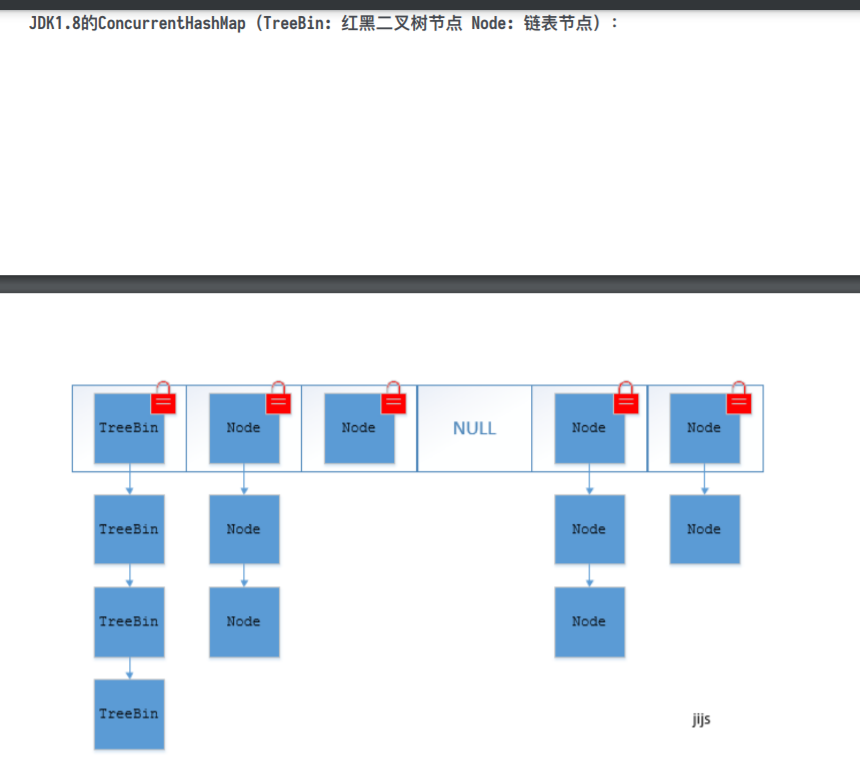 JDK1.8的ConcurrentHashMap（TreeBin: 红黑二叉树节点 Node: 链表节点）:
TreeBin Node Node NULL Node Node
TreeBin Node Node Node
TreeBin Node Node
TreeBin
jijs